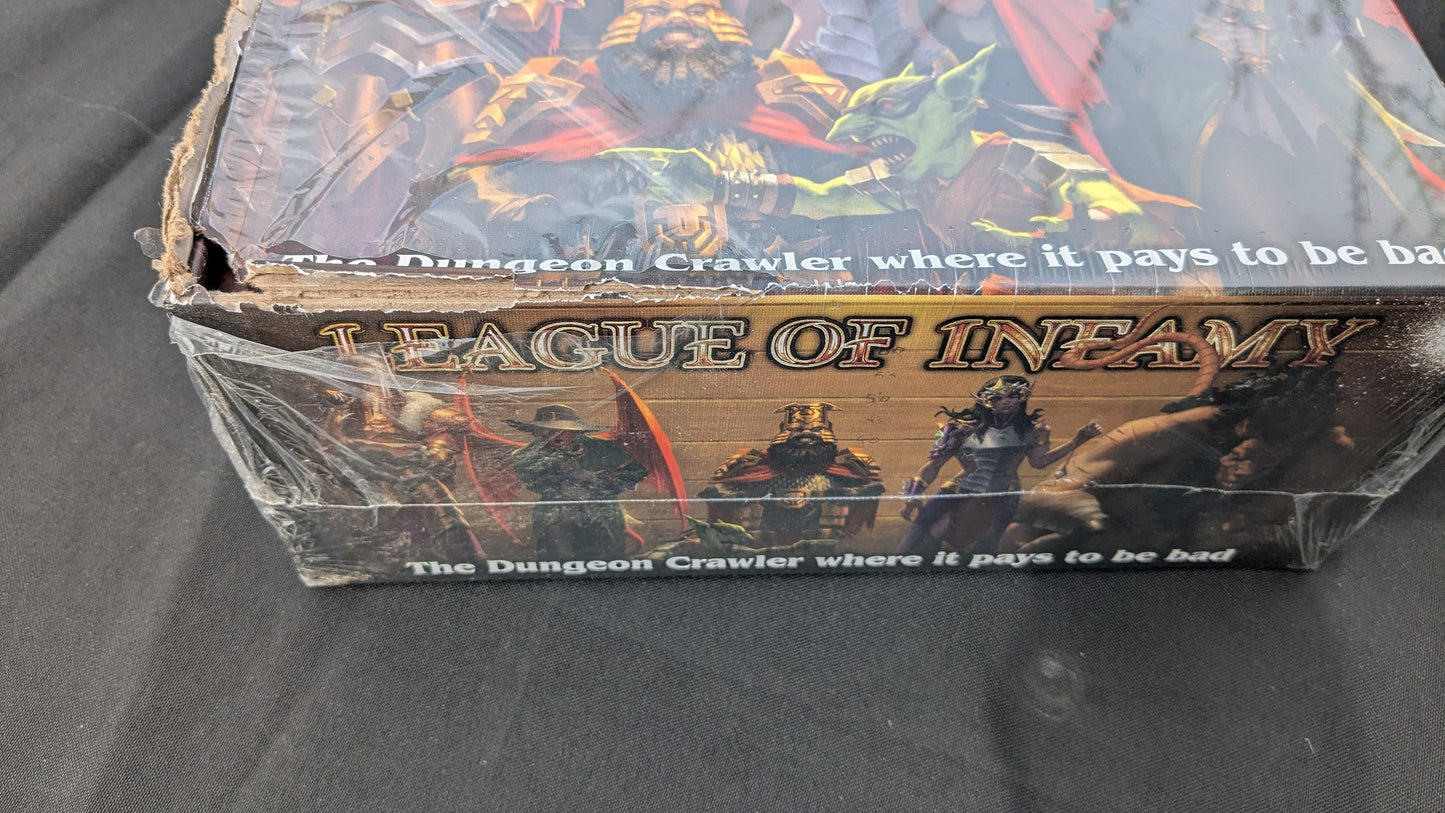 The Dungeon Crawler where it pays to be ba
LEAGUE OF INFAMY
The Dungeon Crawler where it pays to be bad